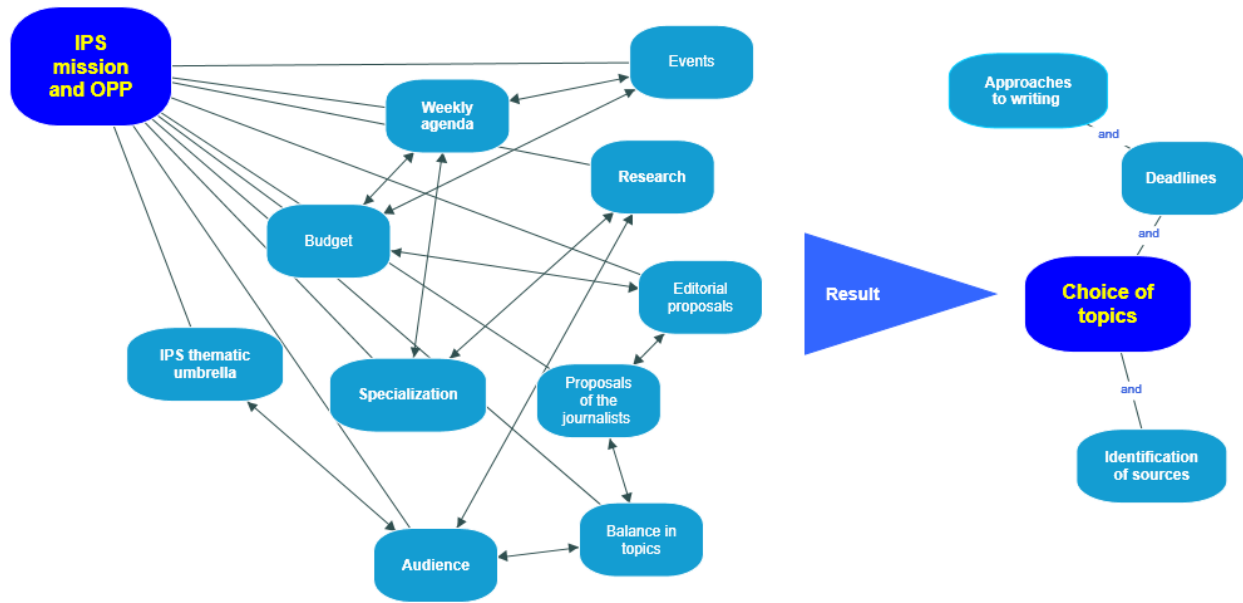 IPS
mission
and OPP
Events
Weekly
agenda
Research
Budget
Editorial
proposals
IPS thematic
umbrella
Specialization
Proposals
of the
journalists
Balance in
topics
Audience
Result
Approaches
to writing
and
Deadlines
and
Choice of
topics
and
Identification
of sources